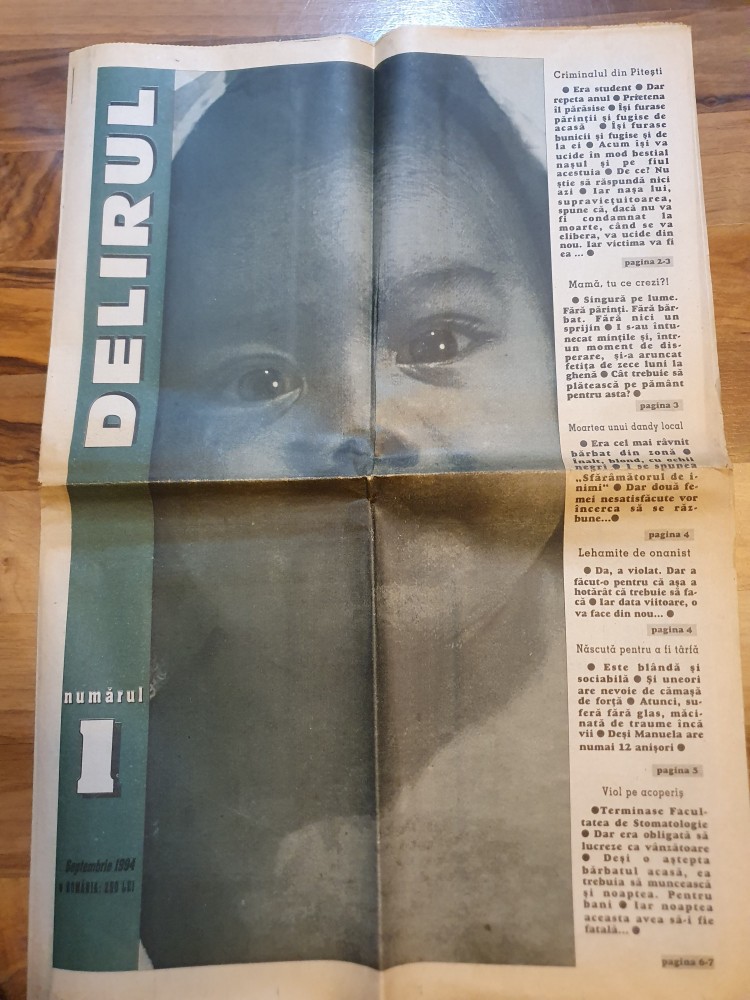 DELIRUL
numărul
1
Septembrie 1994
ROMÂNIA:
LEI
Criminalul din Pitești
● Era student ● Dar
repeta anul ● Prietena
îl părăsise ● Își furase
părinții și fugise de
acasă ● Își furase
bunicii și fugise și de
la ei ● Acum își va
ucide în mod bestial
nașul și pe fiul
acestuia ● De ce? Nu
știe să răspundă nici
azi ● Iar nașa lui,
supraviețuitoarea,
spune că, dacă nu va
fi condamnat la
moarte, când se va
elibera, va ucide din
nou. Iar victima va fi
ea ... ●
pagina 2-3
Mamă, tu ce crezi?!
● Singură pe lume.
Fără părinți. Fără băr-
bat. Fără nici un
sprijin ● I s-au întu-
necat mințile și, într-
un moment de dis-
perare, și-a aruncat
fetița de zece luni la
ghenă ● Cât trebuie să
plătească pe pământ
pentru asta? ●
pagina 3
Moartea unui dandy local
● Era cel mai râvnit
bărbat din zonă ●
Înalt, blond, cu ochii
negri ● I se spunea
„Sfărâmătorul de i-
nimi" ● Dar două fe-
mei nesatisfăcute vor
încerca să se răz-
bune...●
pagina 4
Lehamite de onanist
● Da, a violat. Dar a
făcut-o pentru că așa a
hotărât că trebuie să fa-
că ● Iar data viitoare, o
va face din nou... ●
pagina 4
Născută pentru a fi târfă
● Este blândă și
sociabilă ● Și uneori
are nevoie de cămașă
de forță ● Atunci, su-
feră fără glas, măci-
nată de traume încă
vii ● Deși Manuela are
numai 12 anișori ●
pagina 5
Viol pe acoperiș
●Terminase Facul-
tatea de Stomatologie
● Dar era obligată să
lucreze ca vânzătoare
● Deși o aștepta
bărbatul acasă, ea
trebuia să muncească
și noaptea. Pentru
bani ● Iar noaptea
aceasta avea să-i fie
fatală... ●
pagina 6-7